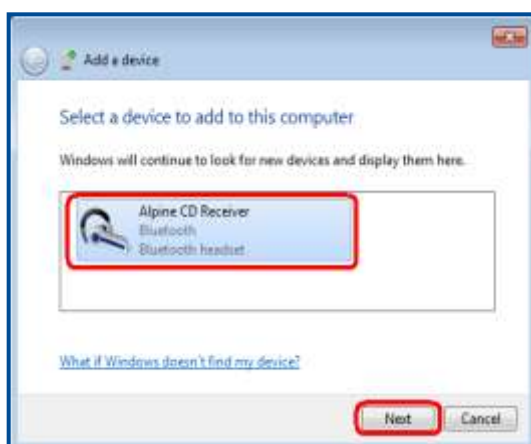 Add a device
Select a device to add to this computer
Windows will continue to look for new devices and display them here.
Alpine CD Receiver
Bluetooth
Bluetooth headset
What if Windows doesn't find my device?
Next
Cancel